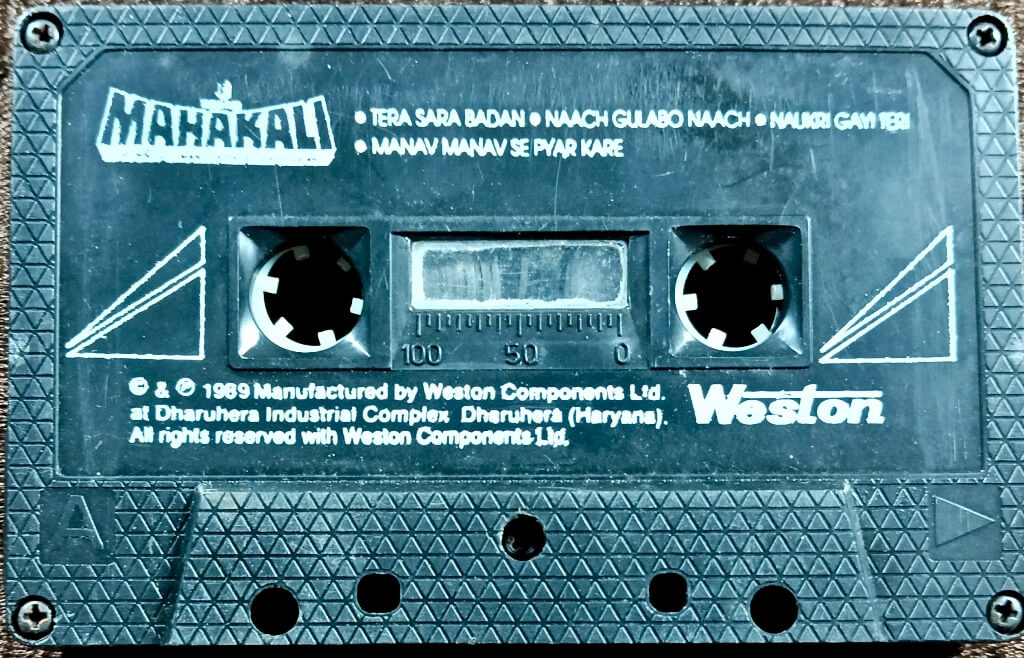 MAHAKALI
• TERA SARA BADAN • NAACH GULABO NAACH • NAUKRI GAYI TERI
• MANAV MANAV SE PYAR KARE
100 50 0
© & ℗ 1989 Manufactured by Weston Components Ltd.
at Dharuhera Industrial Complex Dharuhera (Haryana).
All rights reserved with Weston Components Ltd.
Weston
A